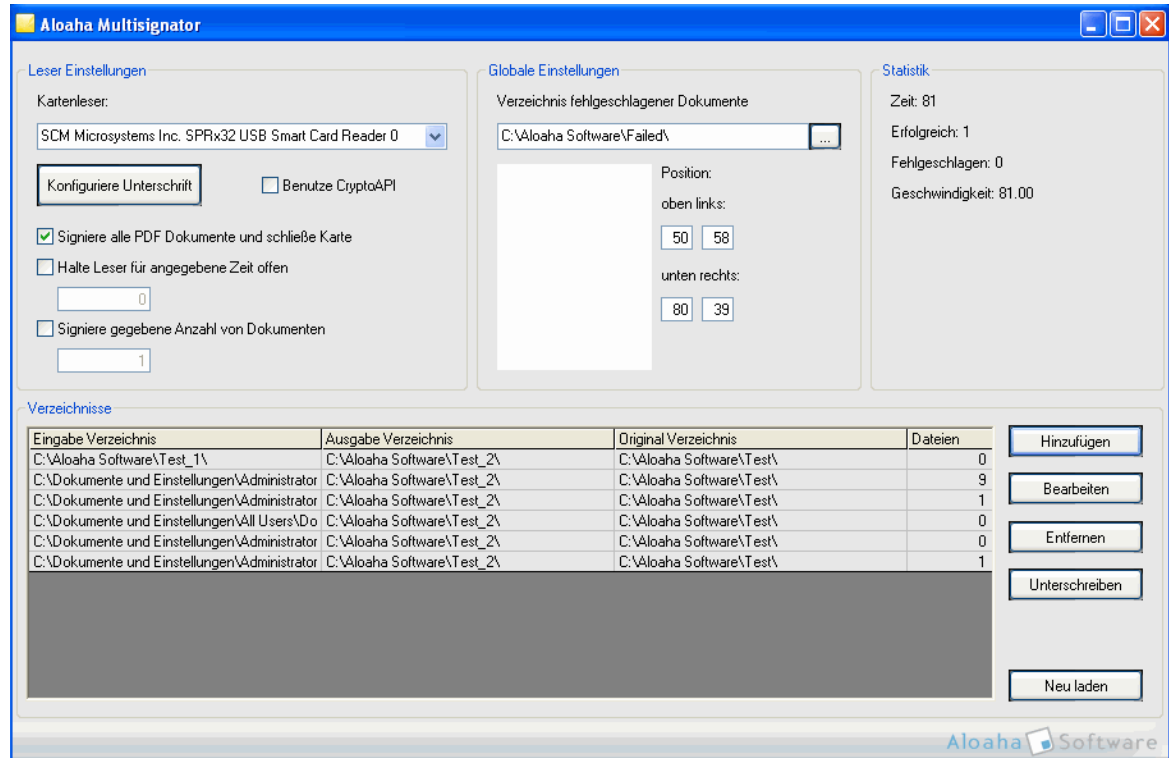 Aloaha Multisignator
Leser Einstellungen
Kartenleser:
SCM Microsystems Inc. SPRx32 USB Smart Card Reader 0
Konfiguriere Unterschrift
Benutze CryptoAPI
Signiere alle PDF Dokumente und schließe Karte
Halte Leser für angegebene Zeit offen
0
Signiere gegebene Anzahl von Dokumenten
1
Globale Einstellungen
Verzeichnis fehlgeschlagener Dokumente
C:\Aloaha Software\Failed\ ...
Position:
oben links:
50 58
unten rechts:
80 39
Statistik
Zeit: 81
Erfolgreich: 1
Fehlgeschlagen: 0
Geschwindigkeit: 81.00
Verzeichnisse
Eingabe Verzeichnis Ausgabe Verzeichnis Original Verzeichnis Dateien
C:\Aloaha Software\Test_1\ C:\Aloaha Software\Test_2\ C:\Aloaha Software\Test\ 0
C:\Dokumente und Einstellungen\Administrator C:\Aloaha Software\Test_2\ C:\Aloaha Software\Test\ 9
C:\Dokumente und Einstellungen\Administrator C:\Aloaha Software\Test_2\ C:\Aloaha Software\Test\ 1
C:\Dokumente und Einstellungen\All Users\Do C:\Aloaha Software\Test_2\ C:\Aloaha Software\Test\ 0
C:\Dokumente und Einstellungen\Administrator C:\Aloaha Software\Test_2\ C:\Aloaha Software\Test\ 0
C:\Dokumente und Einstellungen\Administrator C:\Aloaha Software\Test_2\ C:\Aloaha Software\Test\ 1
Hinzufügen
Bearbeiten
Entfernen
Unterschreiben
Neu laden
Aloaha Software